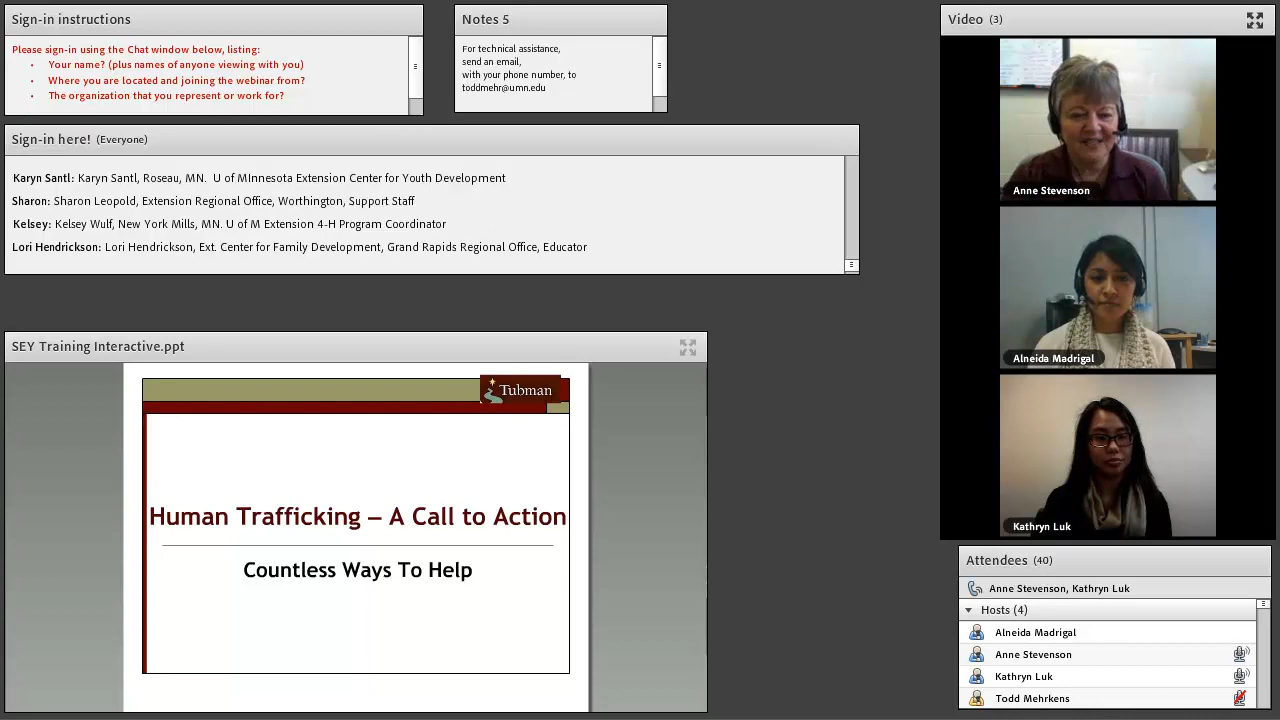 Sign-in instructions
Please sign-in using the Chat window below, listing:
• Your name? (plus names of anyone viewing with you)
• Where you are located and joining the webinar from?
• The organization that you represent or work for?
Notes 5
For technical assistance,
send an email,
with your phone number, to
toddmehr@umn.edu
Sign-in here! (Everyone)
Karyn Santl: Karyn Santl, Roseau, MN. U of MInnesota Extension Center for Youth Development
Sharon: Sharon Leopold, Extension Regional Office, Worthington, Support Staff
Kelsey: Kelsey Wulf, New York Mills, MN. U of M Extension 4-H Program Coordinator
Lori Hendrickson: Lori Hendrickson, Ext. Center for Family Development, Grand Rapids Regional Office, Educator
SEY Training Interactive.ppt
Tubman
Human Trafficking – A Call to Action
Countless Ways To Help
Video (3)
Anne Stevenson
Alneida Madrigal
Kathryn Luk
Attendees (40)
Anne Stevenson, Kathryn Luk
Hosts (4)
Alneida Madrigal
Anne Stevenson
Kathryn Luk
Todd Mehrkens